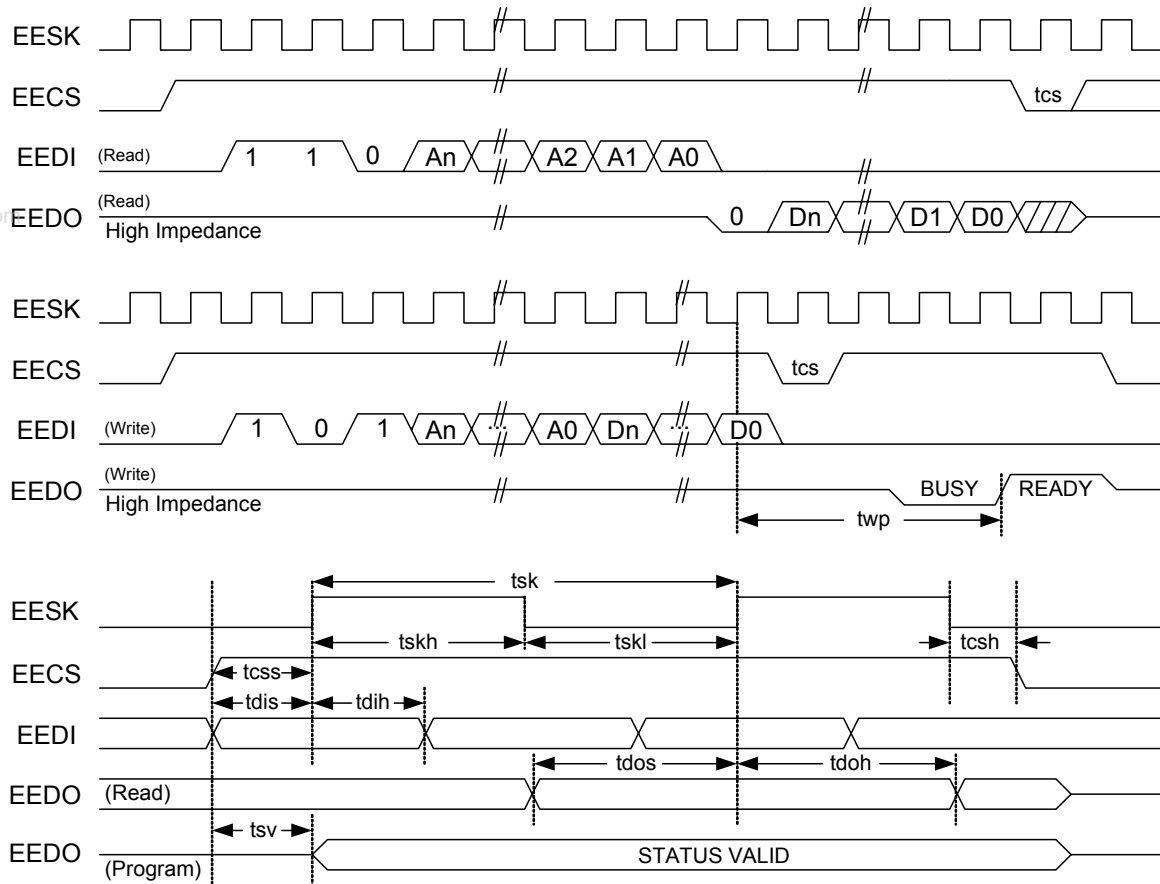 EESK
EECS tcs
EEDI (Read) 1 1 0 An A2 A1 A0
EEDO (Read) High Impedance 0 Dn D1 D0
EESK
EECS tcs
EEDI (Write) 1 0 1 An ... A0 Dn ... D0
EEDO (Write) High Impedance BUSY READY
twp
tsk
EESK
tskh tskl tcsh
EECS tcss
tdis tdih
EEDI
tdos tdoh
EEDO (Read)
tsv
EEDO (Program) STATUS VALID